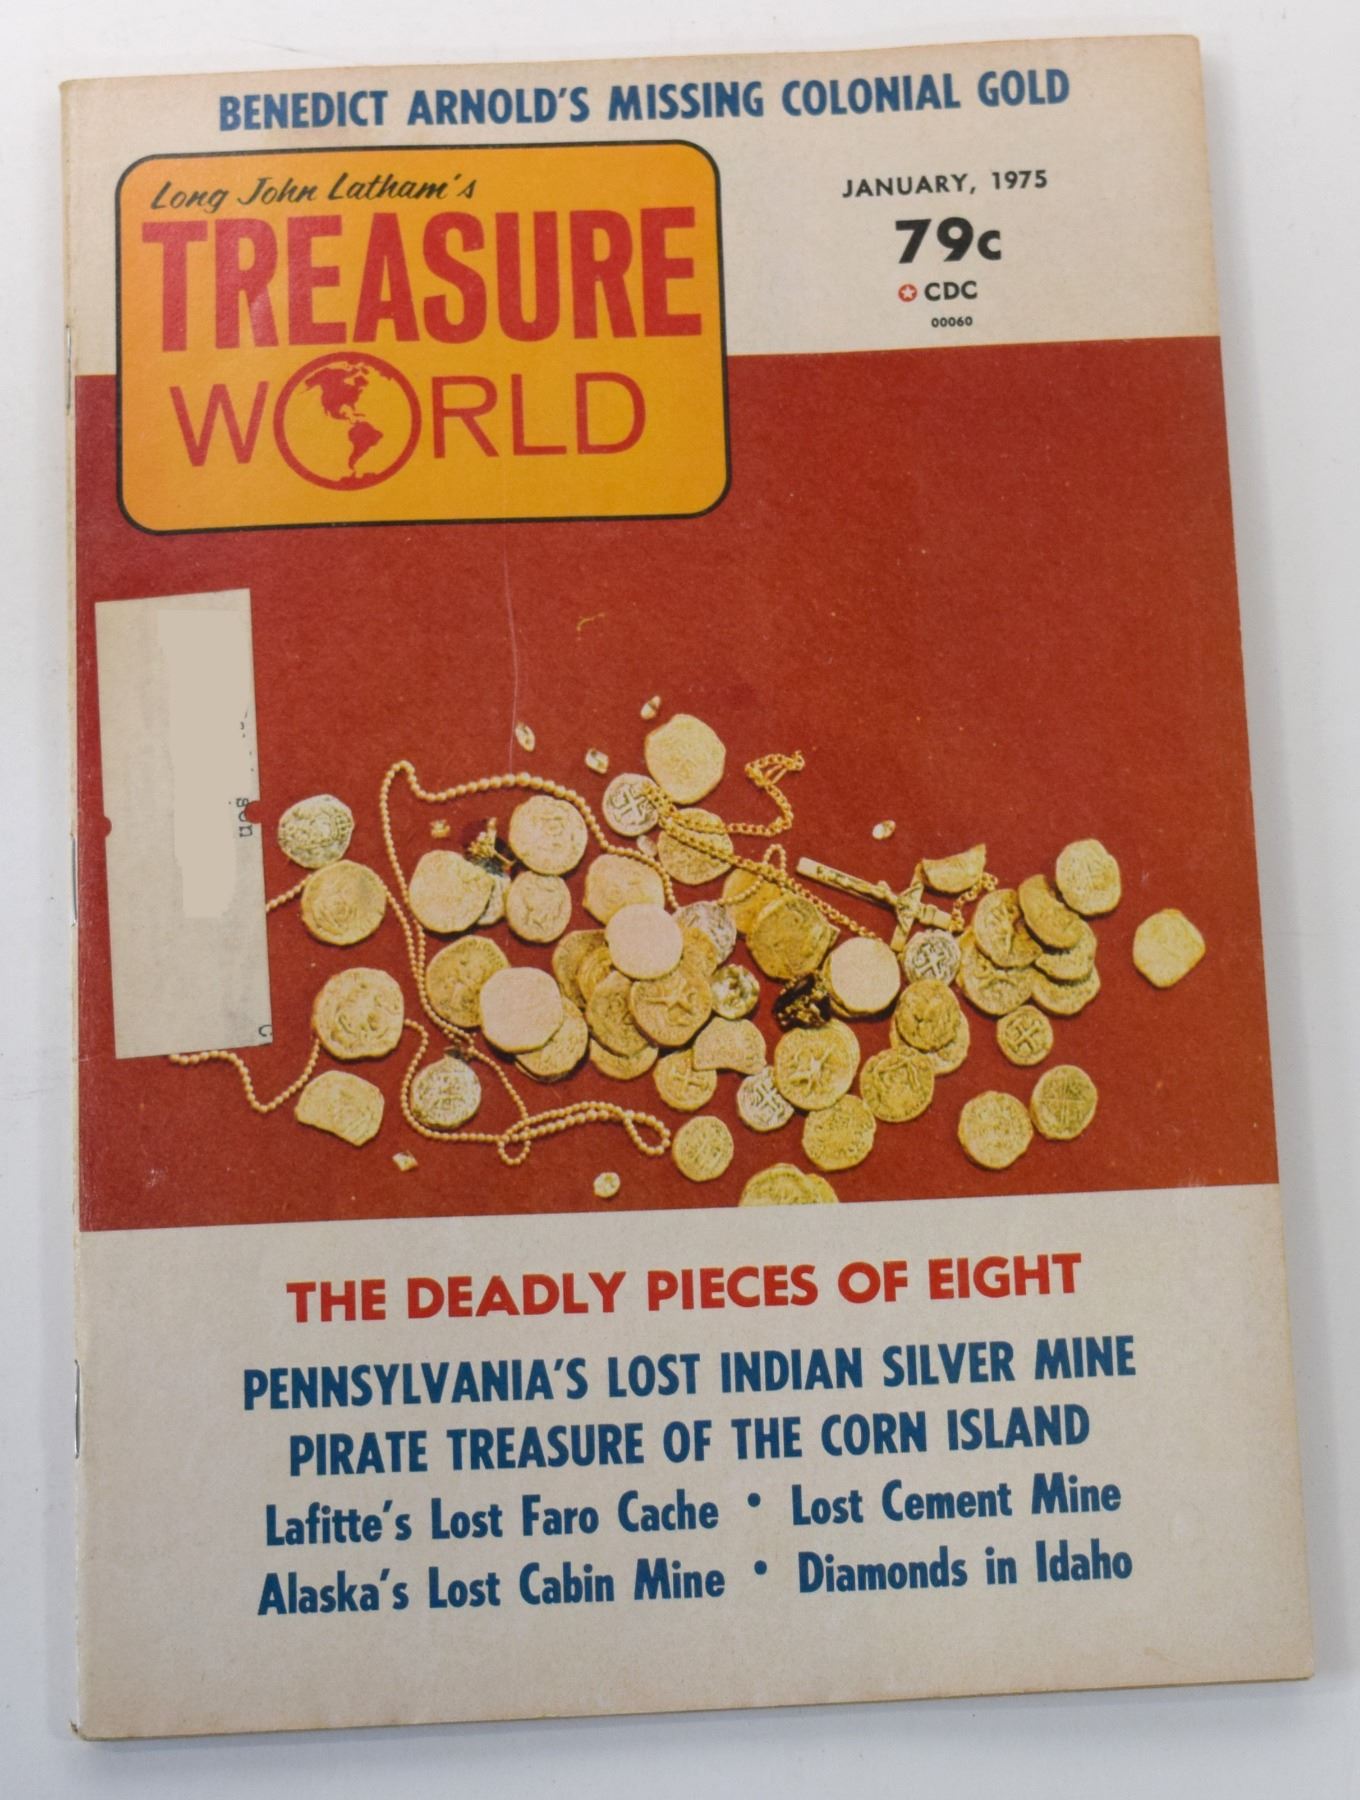 BENEDICT ARNOLD'S MISSING COLONIAL GOLD
Long John Latham's
TREASURE
WORLD
JANUARY, 1975
79c
CDC
00060
THE DEADLY PIECES OF EIGHT
PENNSYLVANIA'S LOST INDIAN SILVER MINE
PIRATE TREASURE OF THE CORN ISLAND
Lafitte's Lost Faro Cache • Lost Cement Mine
Alaska's Lost Cabin Mine • Diamonds in Idaho